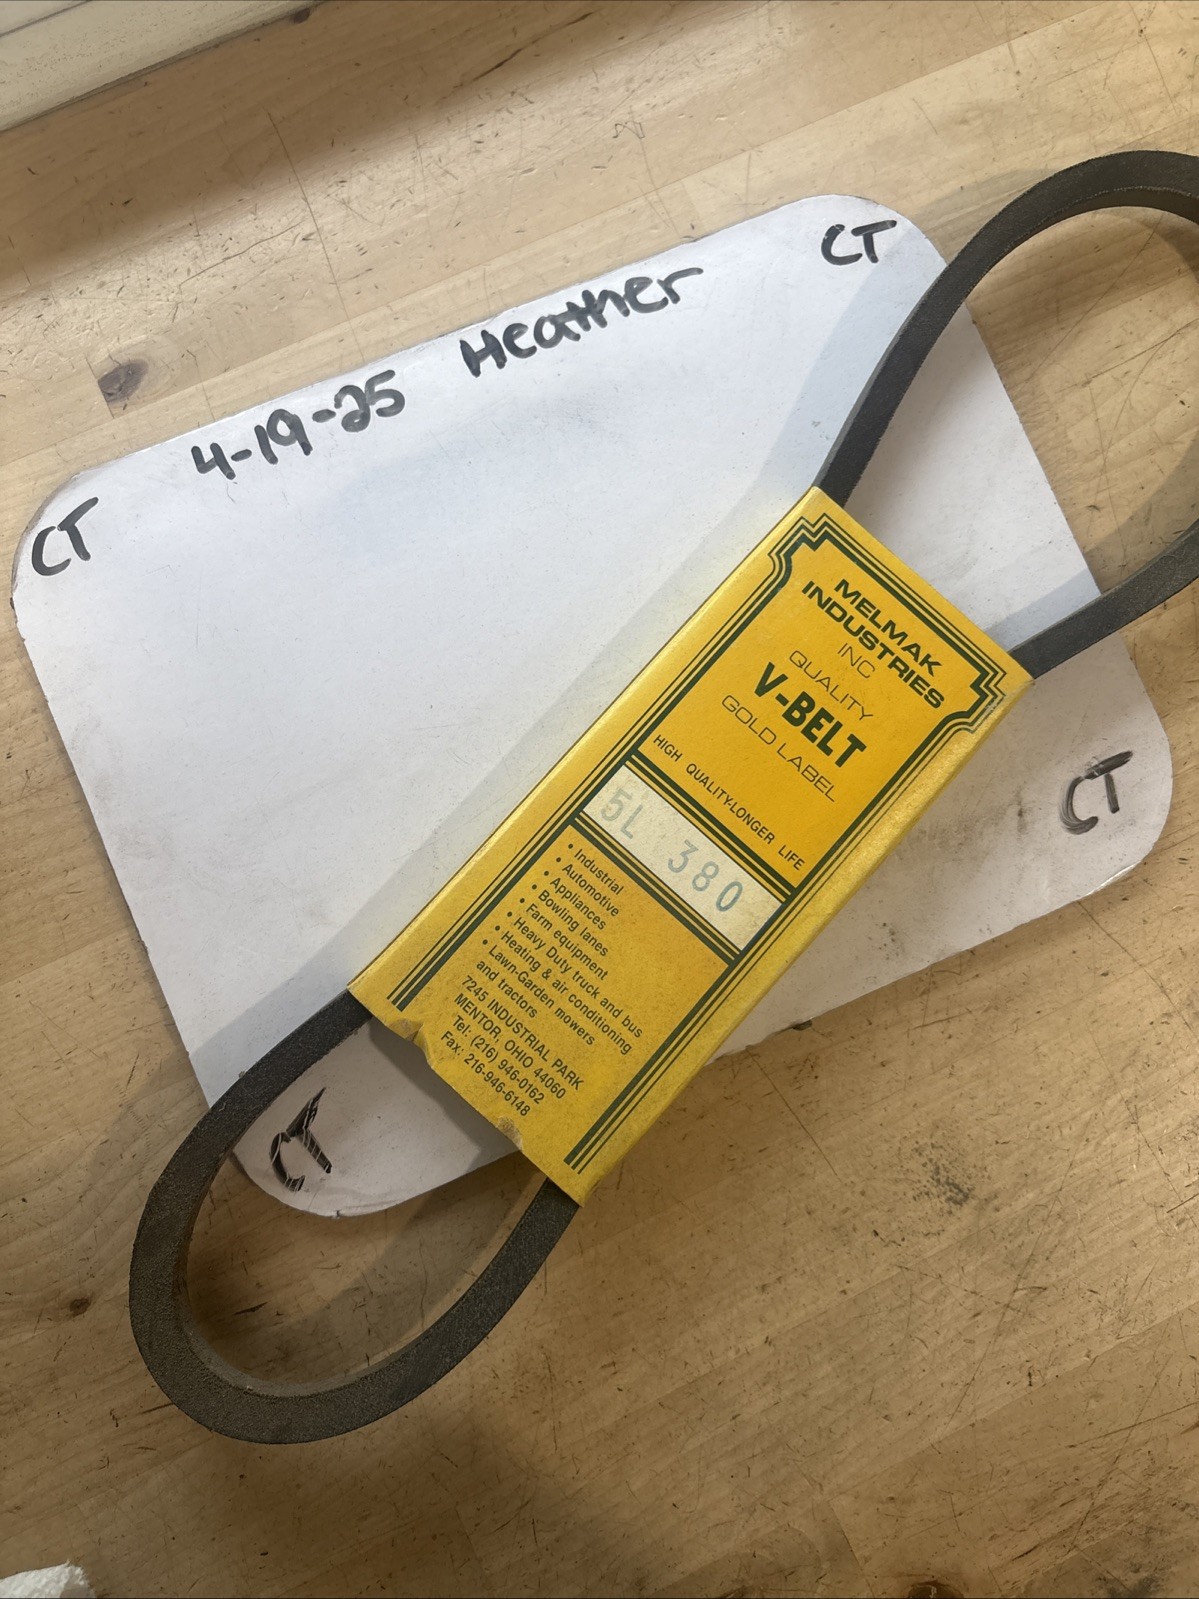 CT
Heather
4-19-25
CT
MELMAK
INDUSTRIES
INC
QUALITY
V-BELT
GOLD LABEL
HIGH QUALITY-LONGER LIFE
5L 380
• Industrial
• Automotive
• Appliances
• Bowling lanes
• Farm equipment
• Heavy Duty truck and bus
• Heating & air conditioning
• Lawn-Garden mowers
and tractors
7245 INDUSTRIAL PARK
MENTOR, OHIO 44060
Tel: (216) 946-0162
Fax: 216-946-6148
CT
CT